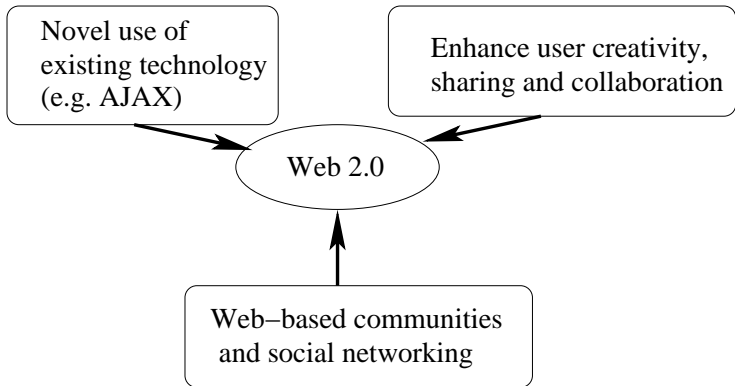 Novel use of
existing technology
(e.g. AJAX)
Enhance user creativity,
sharing and collaboration
Web 2.0
Web−based communities
and social networking